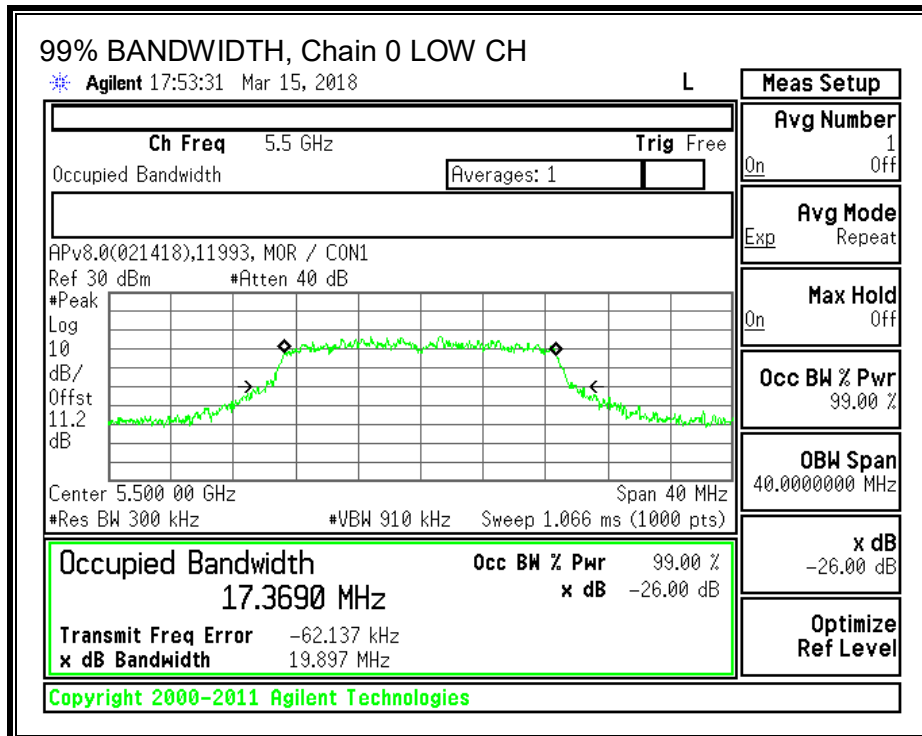 99% BANDWIDTH, Chain 0 LOW CH
Agilent 17:53:31 Mar 15, 2018 L
Meas Setup
Ch Freq 5.5 GHz Trig Free
Occupied Bandwidth Averages: 1
APv8.0(021418),11993, MOR / CON1
Ref 30 dBm #Atten 40 dB
#Peak
Log
10
dB/
Offst
11.2
dB
Center 5.500 00 GHz Span 40 MHz
#Res BW 300 kHz #VBW 910 kHz Sweep 1.066 ms (1000 pts)
Occupied Bandwidth
17.3690 MHz
Occ BW % Pwr 99.00 %
x dB -26.00 dB
Transmit Freq Error -62.137 kHz
x dB Bandwidth 19.897 MHz
Copyright 2000-2011 Agilent Technologies
Avg Number
1
On Off
Avg Mode
Exp Repeat
Max Hold
On Off
Occ BW % Pwr
99.00 %
OBW Span
40.0000000 MHz
x dB
-26.00 dB
Optimize
Ref Level